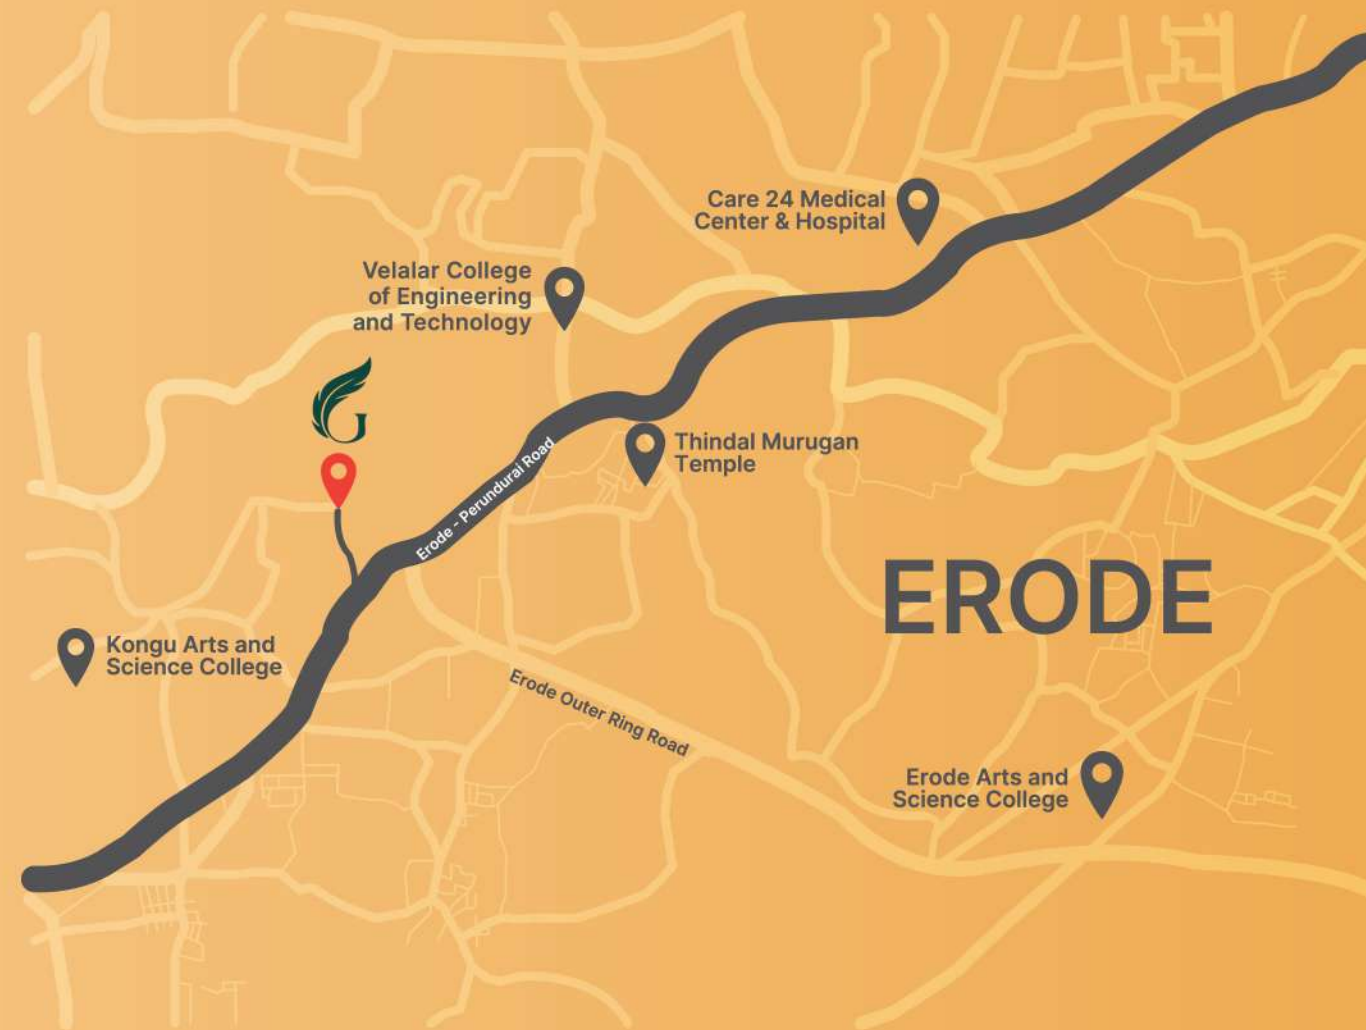 Care 24 Medical
Center & Hospital
Velalar College
of Engineering
and Technology
G
Thindal Murugan
Temple
Erode - Perundurai Road
ERODE
Kongu Arts and
Science College
Erode Outer Ring Road
Erode Arts and
Science College